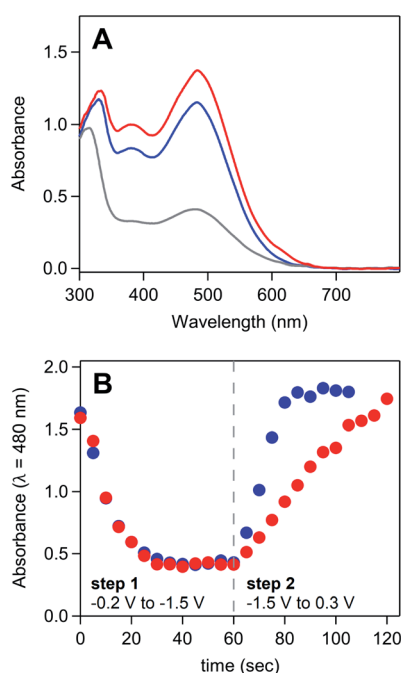 A
1.5
1.0
0.5
0.0
Absorbance
300 400 500 600 700
Wavelength (nm)
B
2.0
1.5
1.0
0.5
0.0
Absorbance (λ = 480 nm)
step 1
-0.2 V to -1.5 V
step 2
-1.5 V to 0.3 V
0 20 40 60 80 100 120
time (sec)